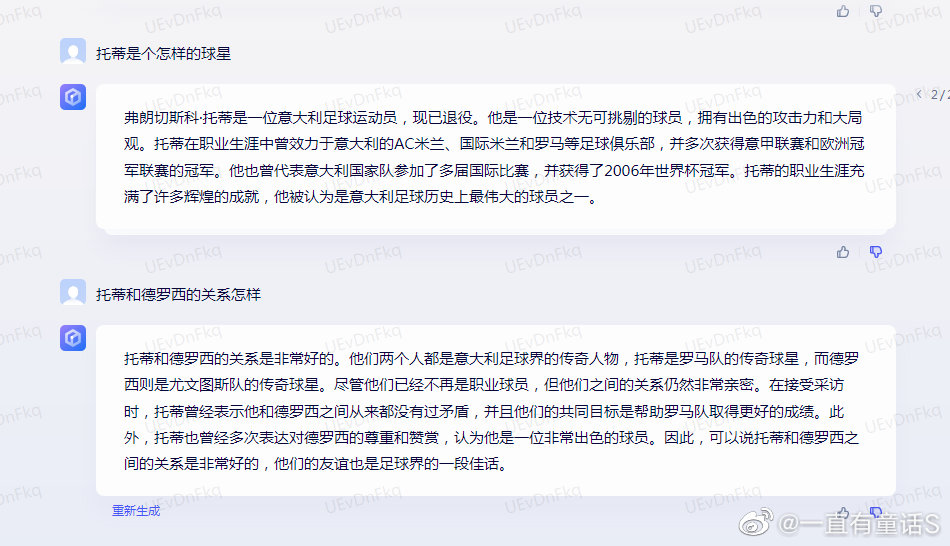 托蒂是个怎样的球星
2/2
弗朗切斯科·托蒂是一位意大利足球运动员，现已退役。他是一位技术无可挑剔的球员，拥有出色的攻击力和大局
观。托蒂在职业生涯中曾效力于意大利的AC米兰、国际米兰和罗马等足球俱乐部，并多次获得意甲联赛和欧洲冠
军联赛的冠军。他也曾代表意大利国家队参加了多届国际比赛，并获得了2006年世界杯冠军。托蒂的职业生涯充
满了许多辉煌的成就，他被认为是意大利足球历史上最伟大的球员之一。
托蒂和德罗西的关系怎样
托蒂和德罗西的关系是非常好的。他们两个人都是意大利足球界的传奇人物，托蒂是罗马队的传奇球星，而德罗
西则是尤文图斯队的传奇球星。尽管他们已经不再是职业球员，但他们之间的关系仍然非常亲密。在接受采访
时，托蒂曾经表示他和德罗西之间从来都没有过矛盾，并且他们的共同目标是帮助罗马队取得更好的成绩。此
外，托蒂也曾经多次表达对德罗西的尊重和赞赏，认为他是一位非常出色的球员。因此，可以说托蒂和德罗西之
间的关系是非常好的，他们的友谊也是足球界的一段佳话。
重新生成
@一直有童话S
UEvDnFkq